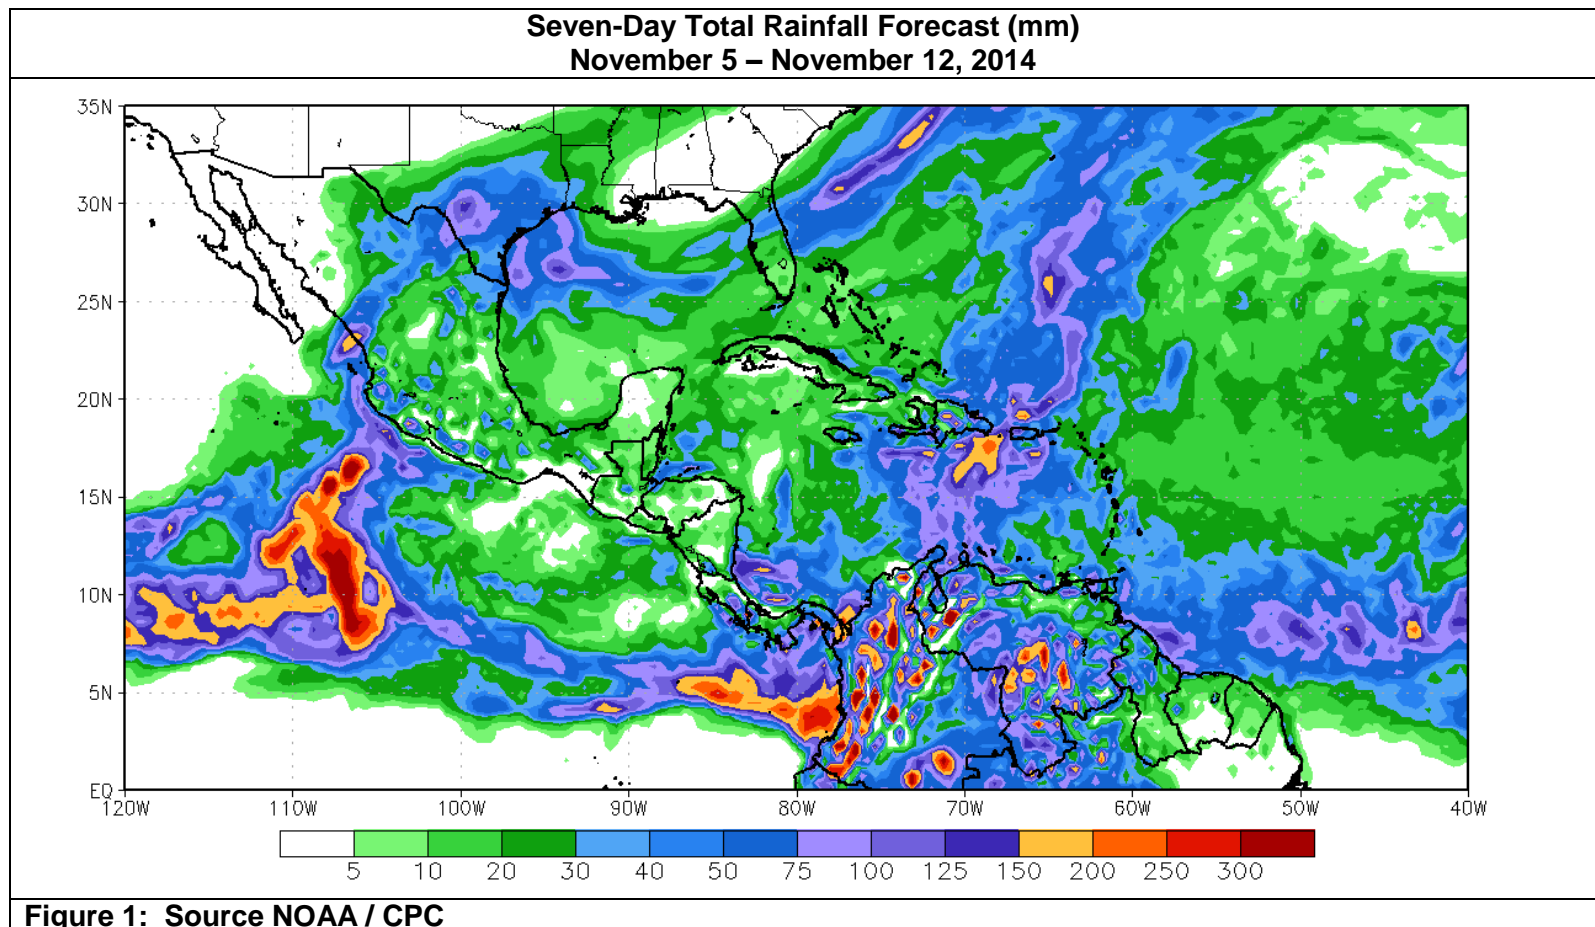 Seven-Day Total Rainfall Forecast (mm)
November 5 – November 12, 2014
35N
30N
25N
20N
15N
10N
5N
EQ
120W 110W 100W 90W 80W 70W 60W 50W 40W
5 10 20 30 40 50 75 100 125 150 200 250 300
Figure 1: Source NOAA / CPC